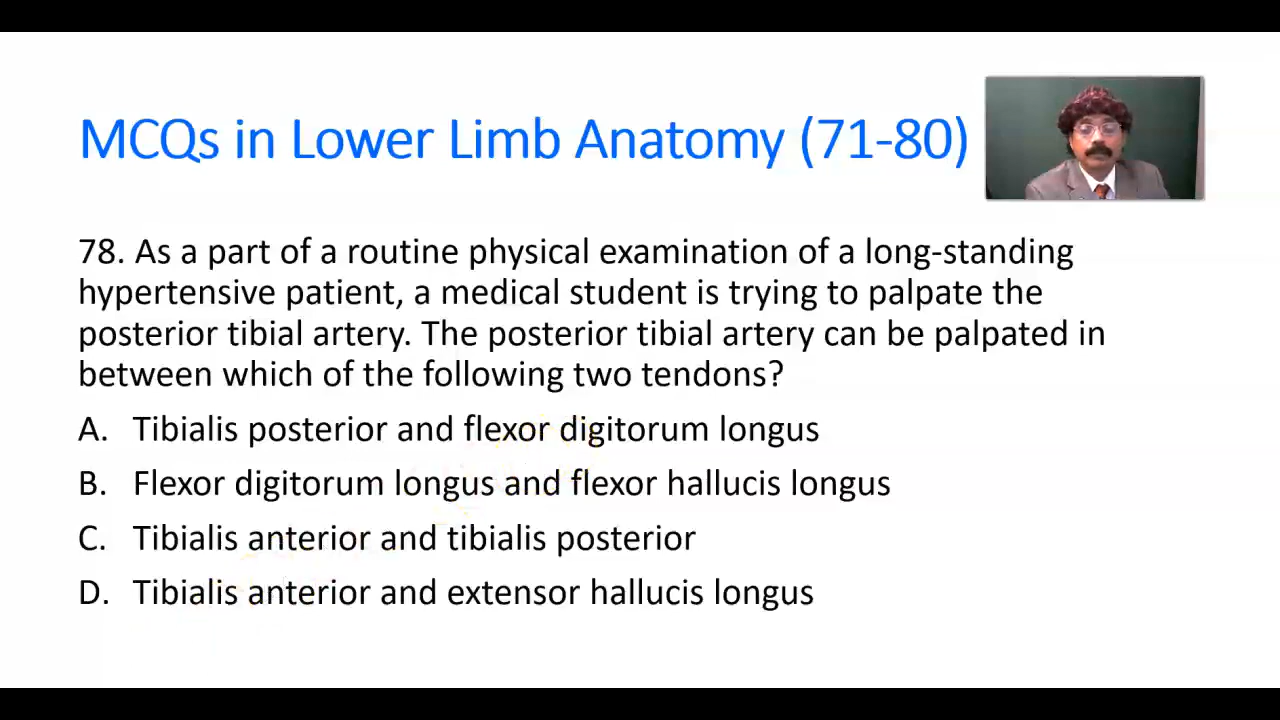 MCQs in Lower Limb Anatomy (71-80)
78. As a part of a routine physical examination of a long-standing
hypertensive patient, a medical student is trying to palpate the
posterior tibial artery. The posterior tibial artery can be palpated in
between which of the following two tendons?
A. Tibialis posterior and flexor digitorum longus
B. Flexor digitorum longus and flexor hallucis longus
C. Tibialis anterior and tibialis posterior
D. Tibialis anterior and extensor hallucis longus